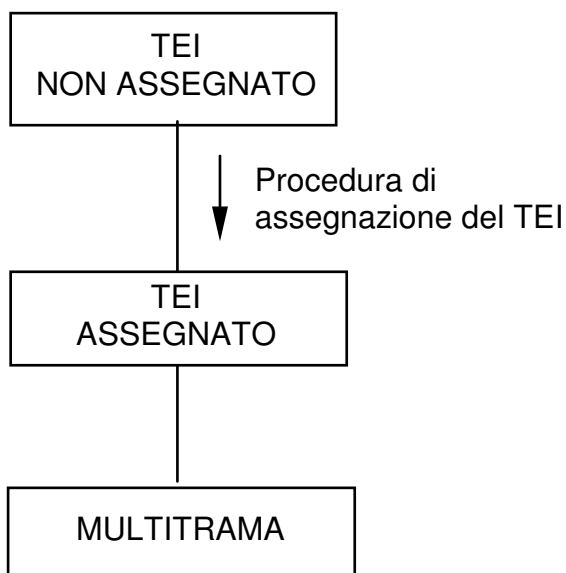 TEI
NON ASSEGNATO
Procedura di
assegnazione del TEI
TEI
ASSEGNATO
MULTITRAMA